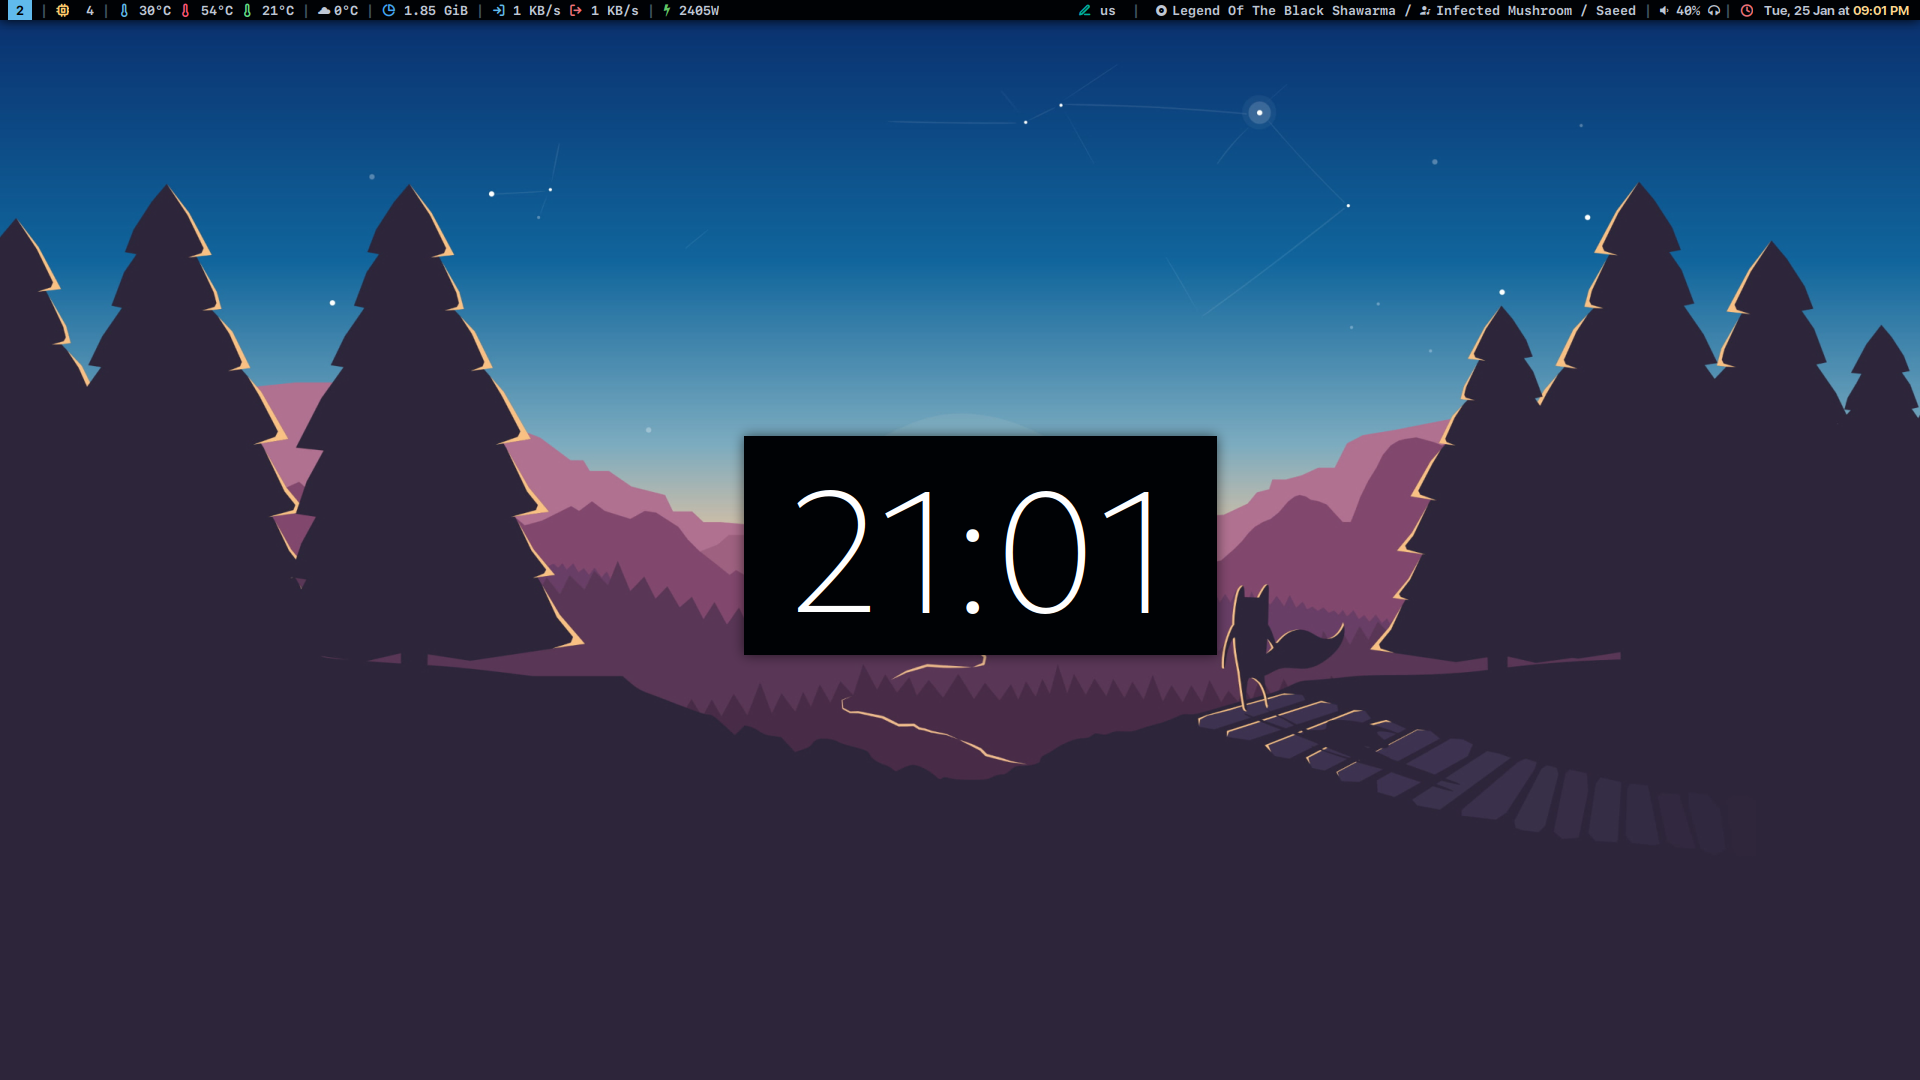 2 | 4 | 30°C 54°C 21°C | 0°C | 1.85 GiB | 1 KB/s 1 KB/s | 2405W us | Legend Of The Black Shawarma / Infected Mushroom / Saeed | 40% | Tue, 25 Jan at 09:01 PM
21:01